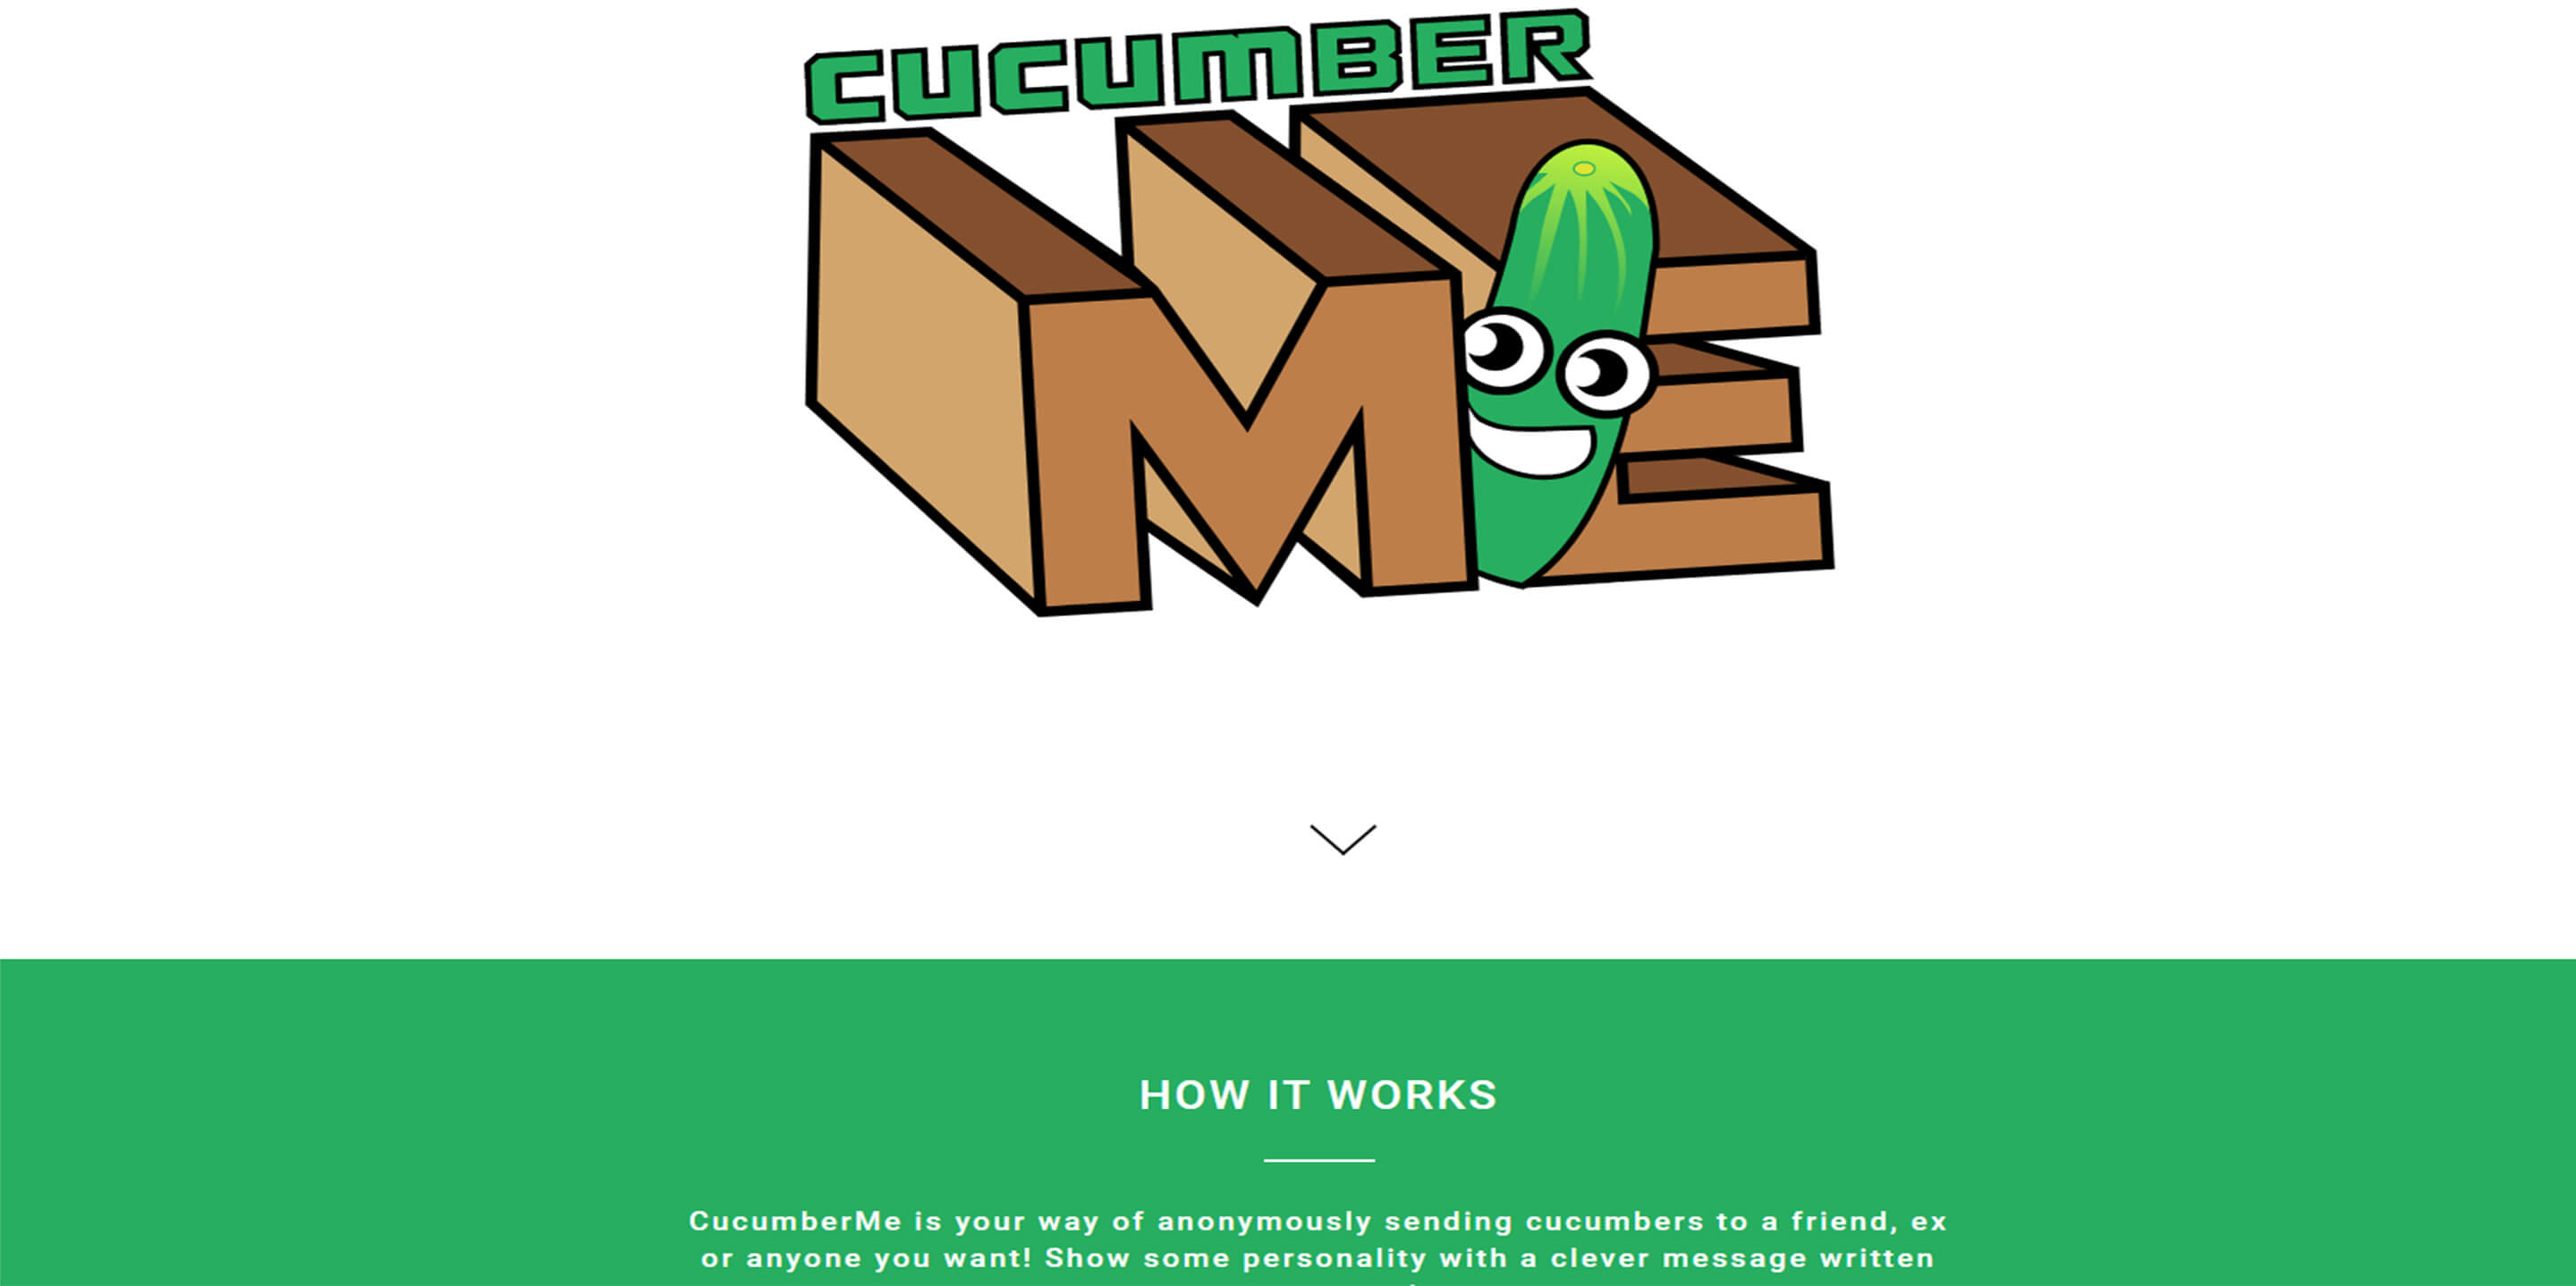 CUCUMBER
ME
HOW IT WORKS
CucumberMe is your way of anonymously sending cucumbers to a friend, ex
or anyone you want! Show some personality with a clever message written